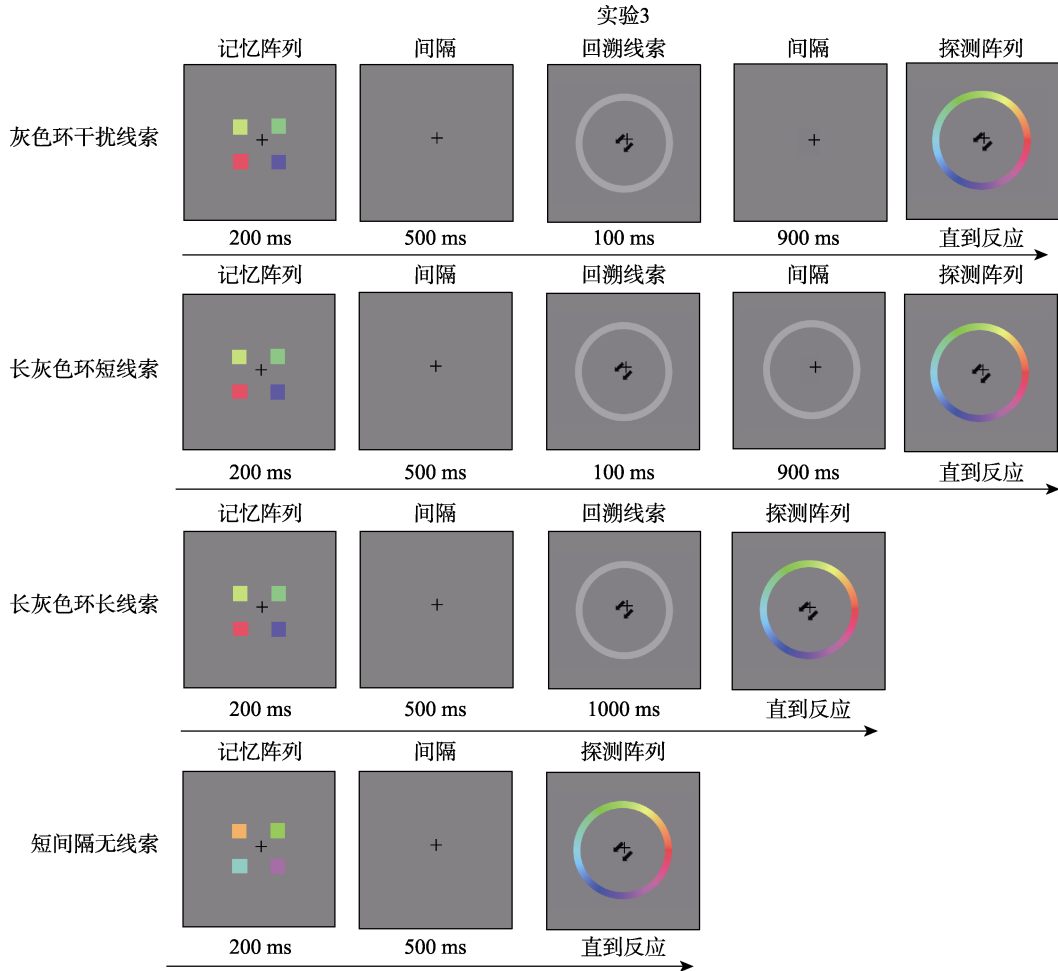 实验3
记忆阵列 间隔 回溯线索 间隔 探测阵列
灰色环干扰线索
200 ms 500 ms 100 ms 900 ms 直到反应
记忆阵列 间隔 回溯线索 间隔 探测阵列
长灰色环短线索
200 ms 500 ms 100 ms 900 ms 直到反应
记忆阵列 间隔 回溯线索 探测阵列
长灰色环长线索
200 ms 500 ms 1000 ms 直到反应
记忆阵列 间隔 探测阵列
短间隔无线索
200 ms 500 ms 直到反应